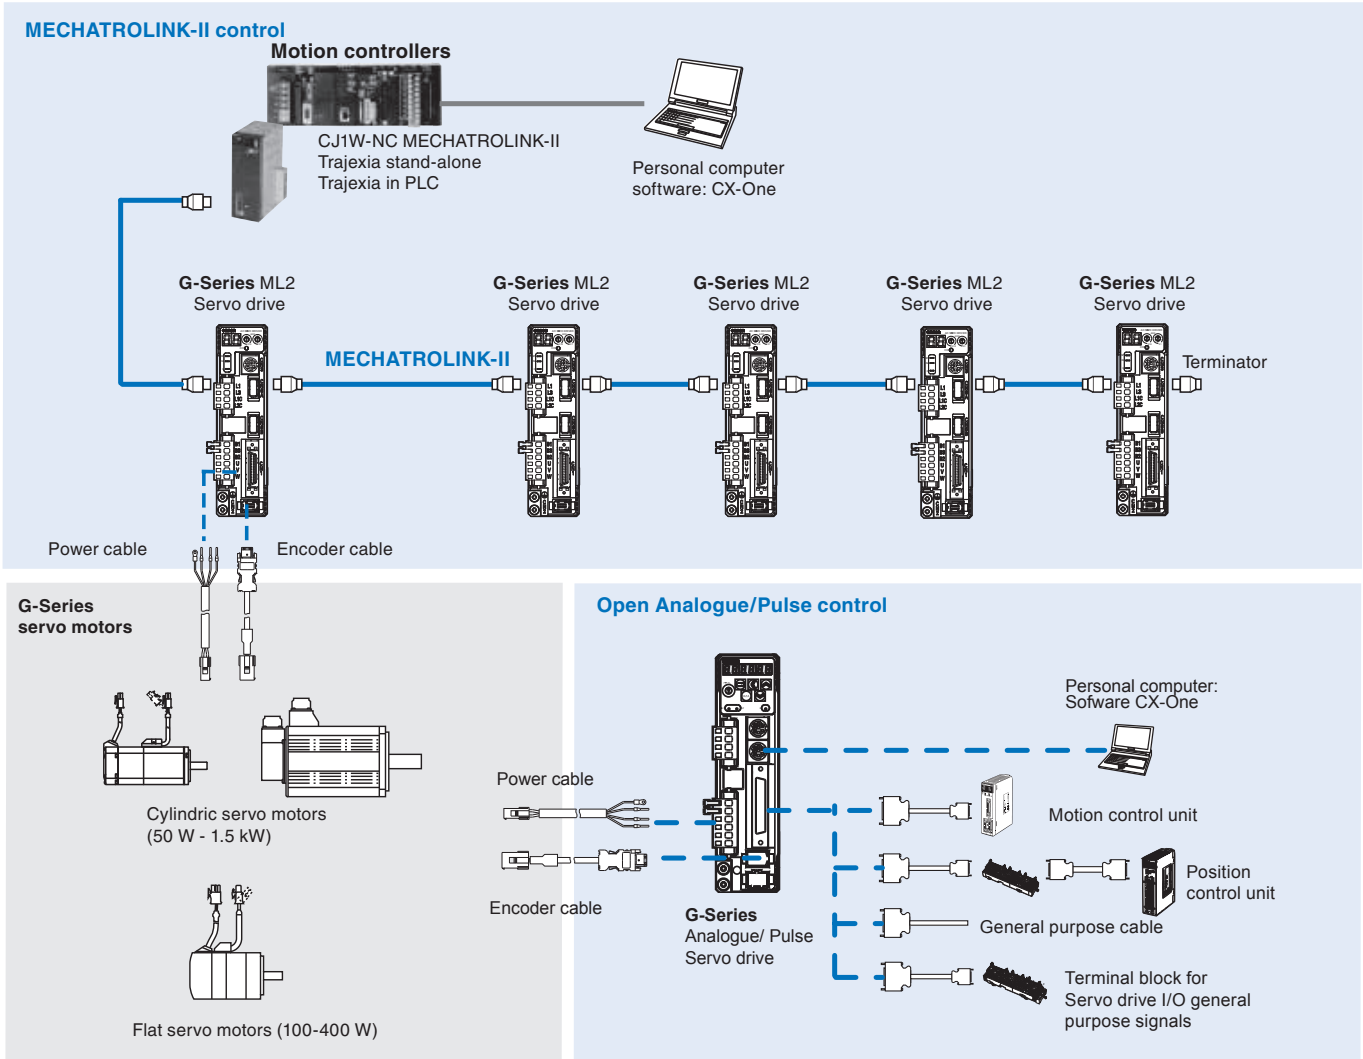 MECHATROLINK-II control
Motion controllers
CJ1W-NC MECHATROLINK-II
Trajexia stand-alone
Trajexia in PLC
Personal computer
software: CX-One
G-Series ML2
Servo drive
G-Series ML2
Servo drive
G-Series ML2
Servo drive
G-Series ML2
Servo drive
G-Series ML2
Servo drive
MECHATROLINK-II
Terminator
Power cable
Encoder cable
G-Series
servo motors
Cylindric servo motors
(50 W - 1.5 kW)
Flat servo motors (100-400 W)
Open Analogue/Pulse control
Personal computer:
Sofware CX-One
Power cable
Motion control unit
Position
control unit
Encoder cable
G-Series
Analogue/ Pulse
Servo drive
General purpose cable
Terminal block for
Servo drive I/O general
purpose signals